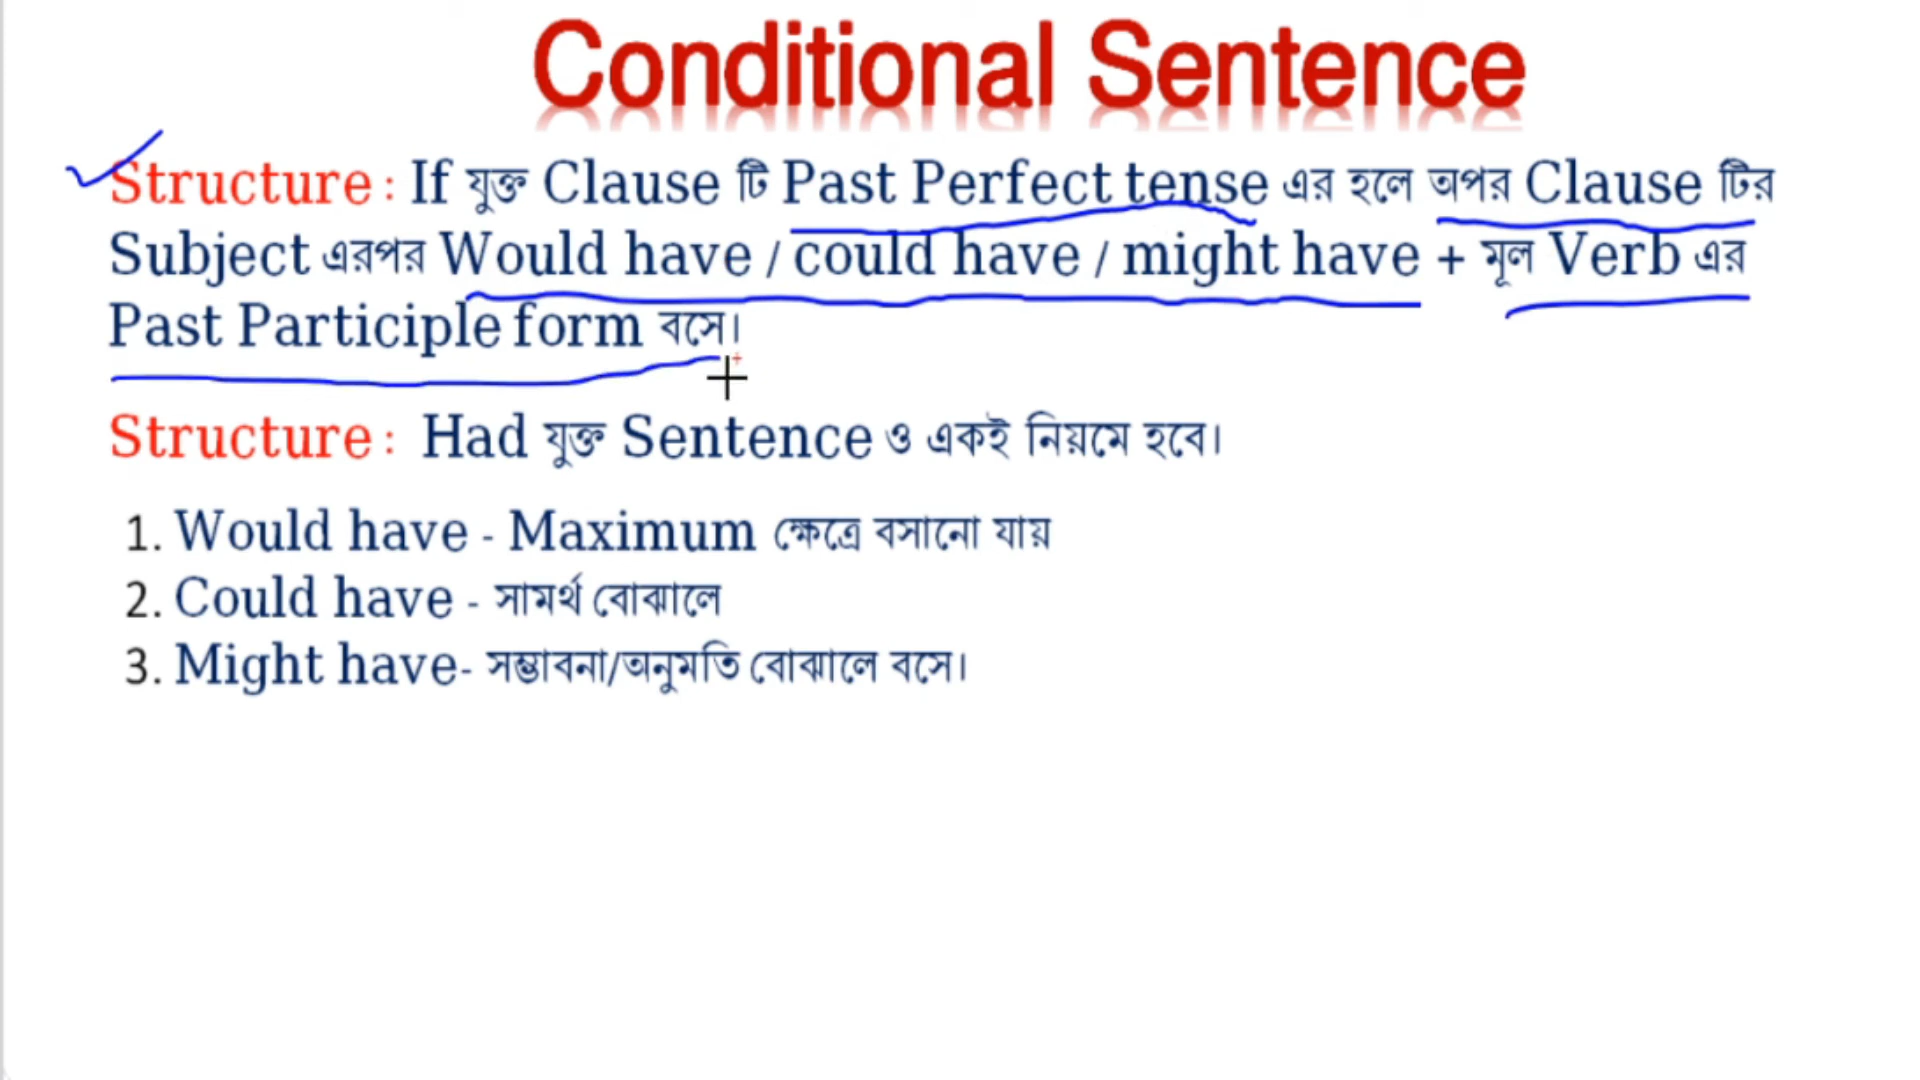 Conditional Sentence
Structure : If যুক্ত Clause টি Past Perfect tense এর হলে অপর Clause টির
Subject এরপর Would have / could have / might have + মূল Verb এর
Past Participle form বসে।
Structure : Had যুক্ত Sentence ও একই নিয়মে হবে।
1. Would have - Maximum ক্ষেত্রে বসানো যায়
2. Could have - সামর্থ বোঝালে
3. Might have- সম্ভাবনা/অনুমতি বোঝালে বসে।